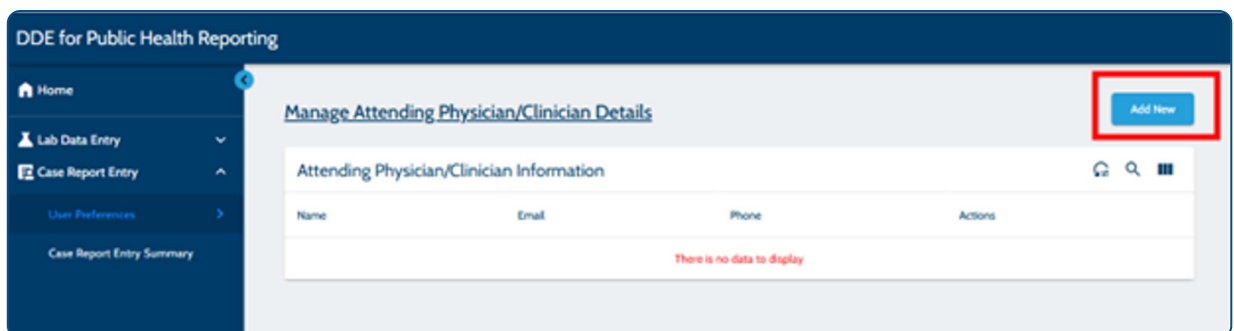 DDE for Public Health Reporting
Home
Lab Data Entry
Case Report Entry
User Preferences
Case Report Entry Summary
Manage Attending Physician/Clinician Details
Add New
Attending Physician/Clinician Information
Name Email Phone Actions
There is no data to display